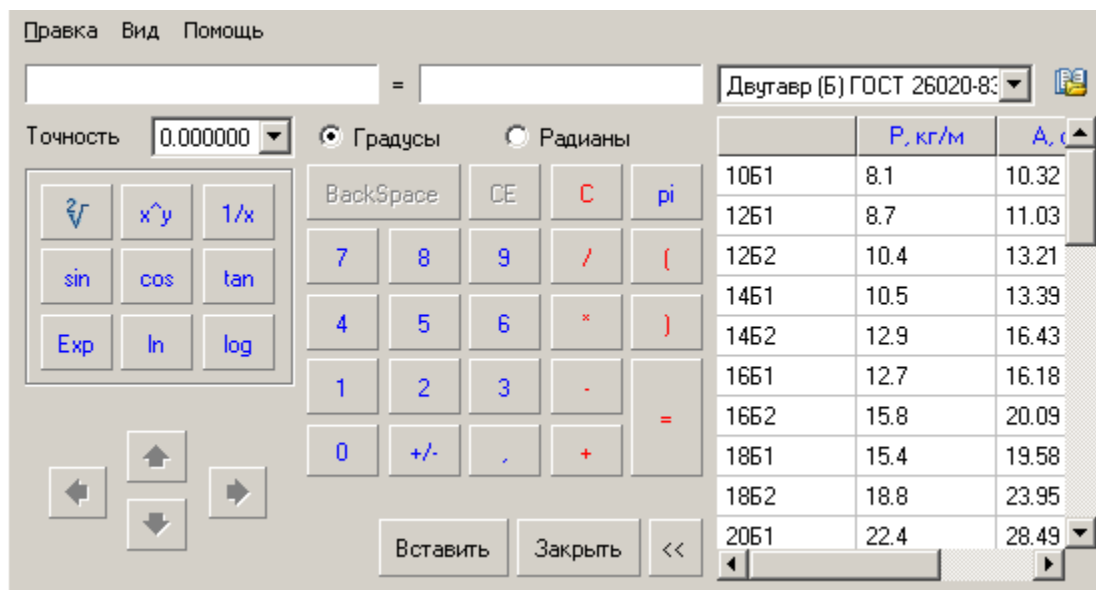 Правка Вид Помощь
= Двутавр (Б) ГОСТ 26020-83
Точность 0.000000 Градусы Радианы
P, кг/м A,
BackSpace CE C pi
2√ x^y 1/x
7 8 9 / (
sin cos tan
4 5 6 * )
Exp ln log
1 2 3 -
=
0 +/- , +
Вставить Закрыть <<
10Б1 8.1 10.32
12Б1 8.7 11.03
12Б2 10.4 13.21
14Б1 10.5 13.39
14Б2 12.9 16.43
16Б1 12.7 16.18
16Б2 15.8 20.09
18Б1 15.4 19.58
18Б2 18.8 23.95
20Б1 22.4 28.49